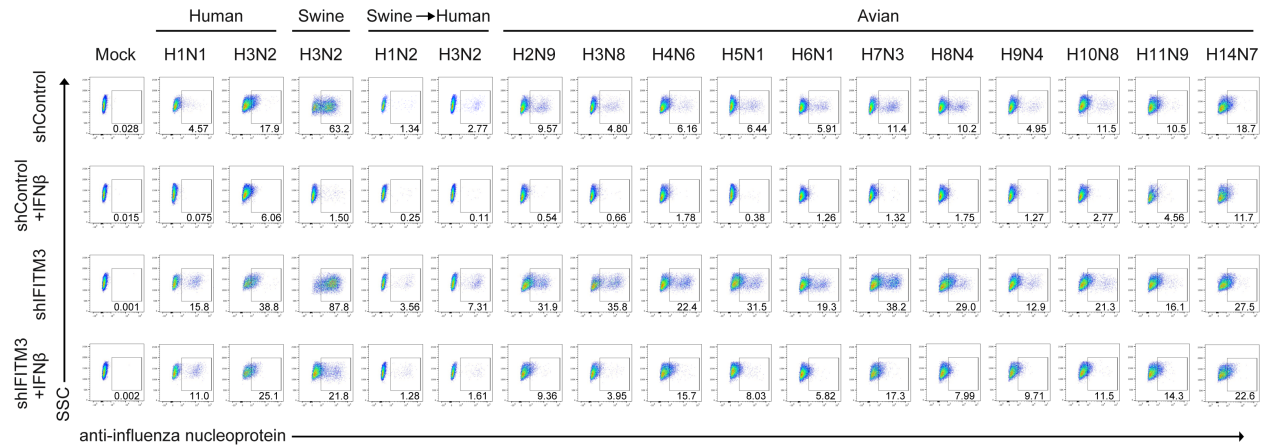 Human Swine Swine → Human Avian
Mock H1N1 H3N2 H3N2 H1N2 H3N2 H2N9 H3N8 H4N6 H5N1 H6N1 H7N3 H8N4 H9N4 H10N8 H11N9 H14N7
shControl
0.028 4.57 17.9 63.2 1.34 2.77 9.57 4.80 6.16 6.44 5.91 11.4 10.2 4.95 11.5 10.5 18.7
shControl
+IFNβ
0.015 0.075 6.06 1.50 0.25 0.11 0.54 0.66 1.78 0.38 1.26 1.32 1.75 1.27 2.77 4.56 11.7
shIFITM3
0.001 15.8 38.8 87.8 3.56 7.31 31.9 35.8 22.4 31.5 19.3 38.2 29.0 12.9 21.3 16.1 27.5
shIFITM3
+IFNβ
0.002 11.0 25.1 21.8 1.28 1.61 9.36 3.95 15.7 8.03 5.82 17.3 7.99 9.71 11.5 14.3 22.6
SSC
anti-influenza nucleoprotein